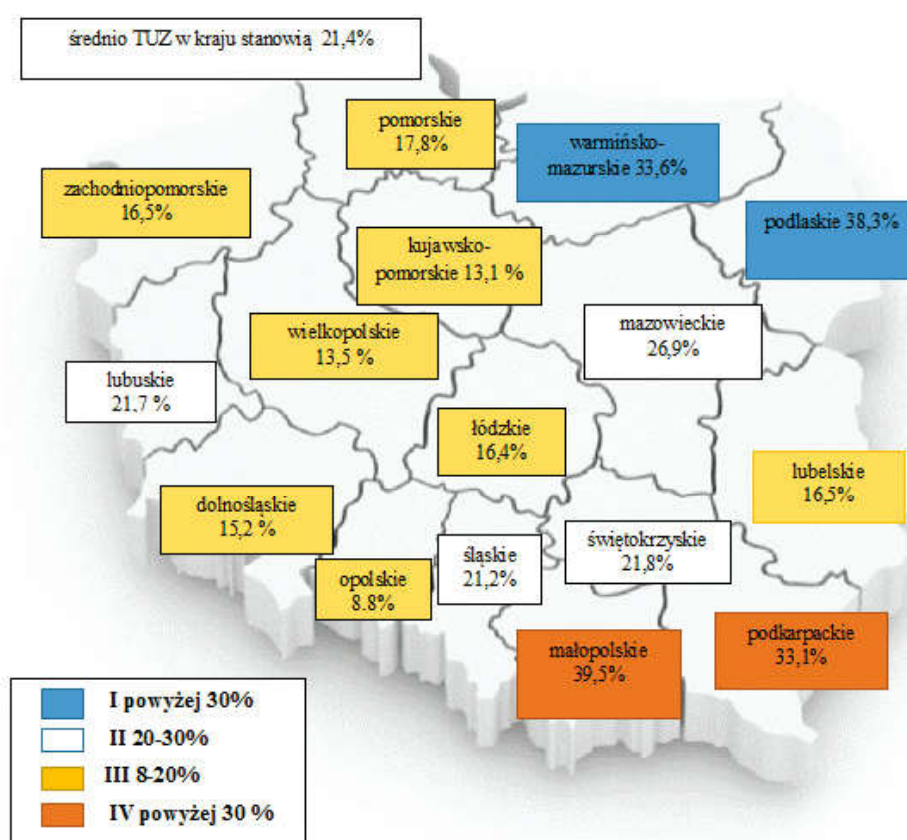 średnio TUZ w kraju stanowią 21,4%
pomorskie
17,8%
warmińsko-
mazurskie 33,6%
zachodniopomorskie
16,5%
podlaskie 38,3%
kujawsko-
pomorskie 13,1 %
mazowieckie
26,9%
wielkopolskie
13,5 %
lubuskie
21,7 %
łódzkie
16,4%
lubelskie
16,5%
dolnośląskie
15,2 %
świętokrzyskie
21,8%
śląskie
21,2%
opolskie
8.8%
podkarpackie
33,1%
małopolskie
39,5%
I powyżej 30%
II 20-30%
III 8-20%
IV powyżej 30 %